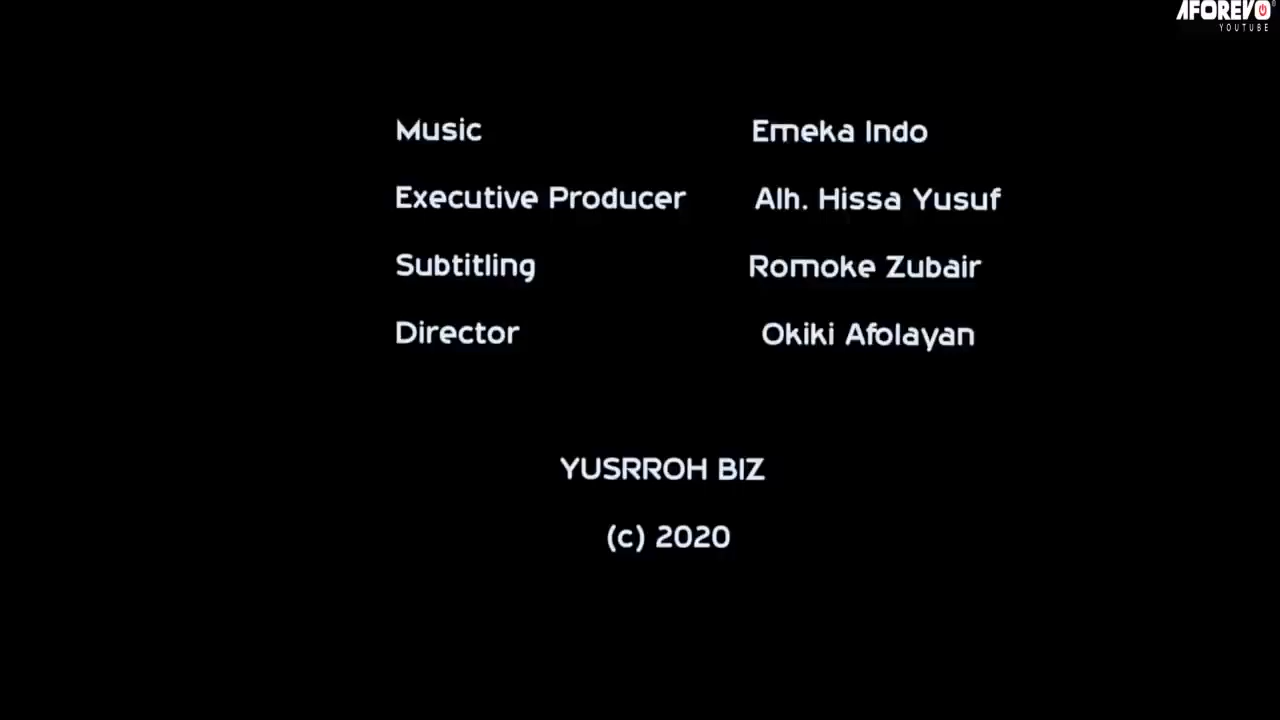 AFOREVO
YOUTUBE
Music Emeka Indo
Executive Producer Alh. Hissa Yusuf
Subtitling Romoke Zubair
Director Okiki Afolayan
YUSRROH BIZ
(c) 2020